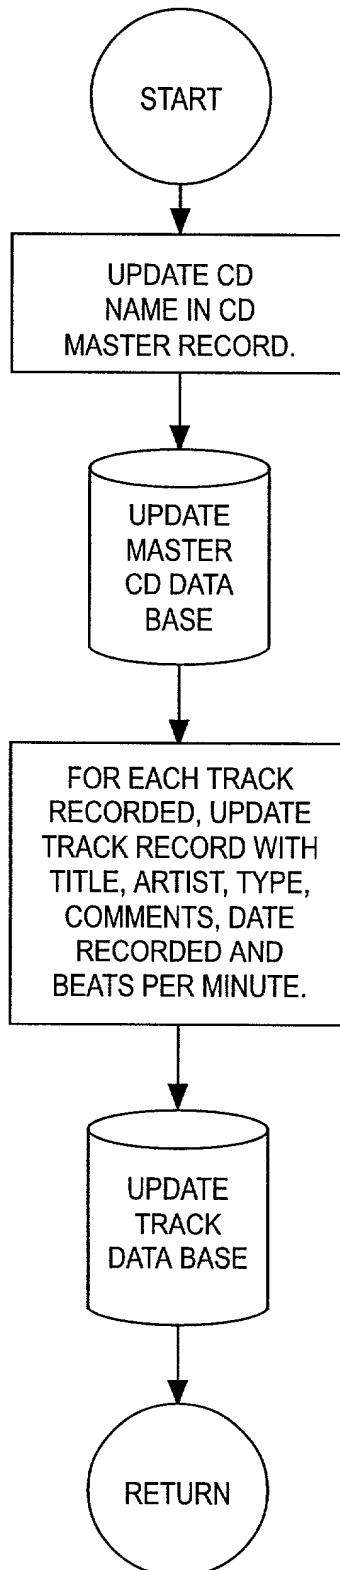 START
UPDATE CD
NAME IN CD
MASTER RECORD.
UPDATE
MASTER
CD DATA
BASE
FOR EACH TRACK
RECORDED, UPDATE
TRACK RECORD WITH
TITLE, ARTIST, TYPE,
COMMENTS, DATE
RECORDED AND
BEATS PER MINUTE.
UPDATE
TRACK
DATA BASE
RETURN